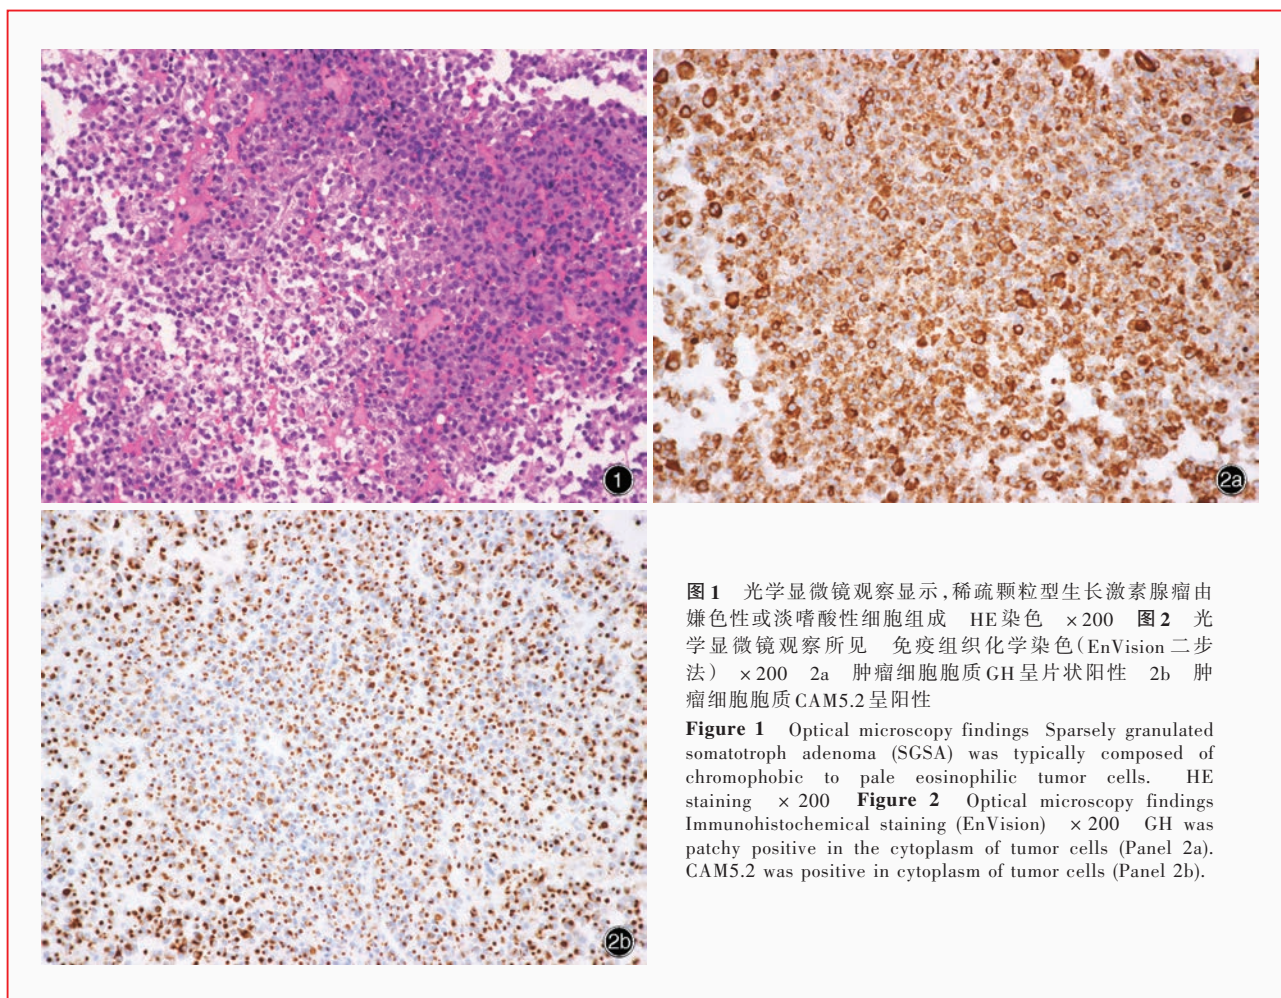 1
2a
2b
图1 光学显微镜观察显示,稀疏颗粒型生长激素腺瘤由
嫌色性或淡嗜酸性细胞组成 HE染色 ×200 图2 光
学显微镜观察所见 免疫组织化学染色(EnVision二步
法) ×200 2a 肿瘤细胞胞质GH呈片状阳性 2b 肿
瘤细胞胞质CAM5.2呈阳性
Figure 1 Optical microscopy findings Sparsely granulated
somatotroph adenoma (SGSA) was typically composed of
chromophobic to pale eosinophilic tumor cells. HE
staining × 200 Figure 2 Optical microscopy findings
Immunohistochemical staining (EnVision) × 200 GH was
patchy positive in the cytoplasm of tumor cells (Panel 2a).
CAM5.2 was positive in cytoplasm of tumor cells (Panel 2b).